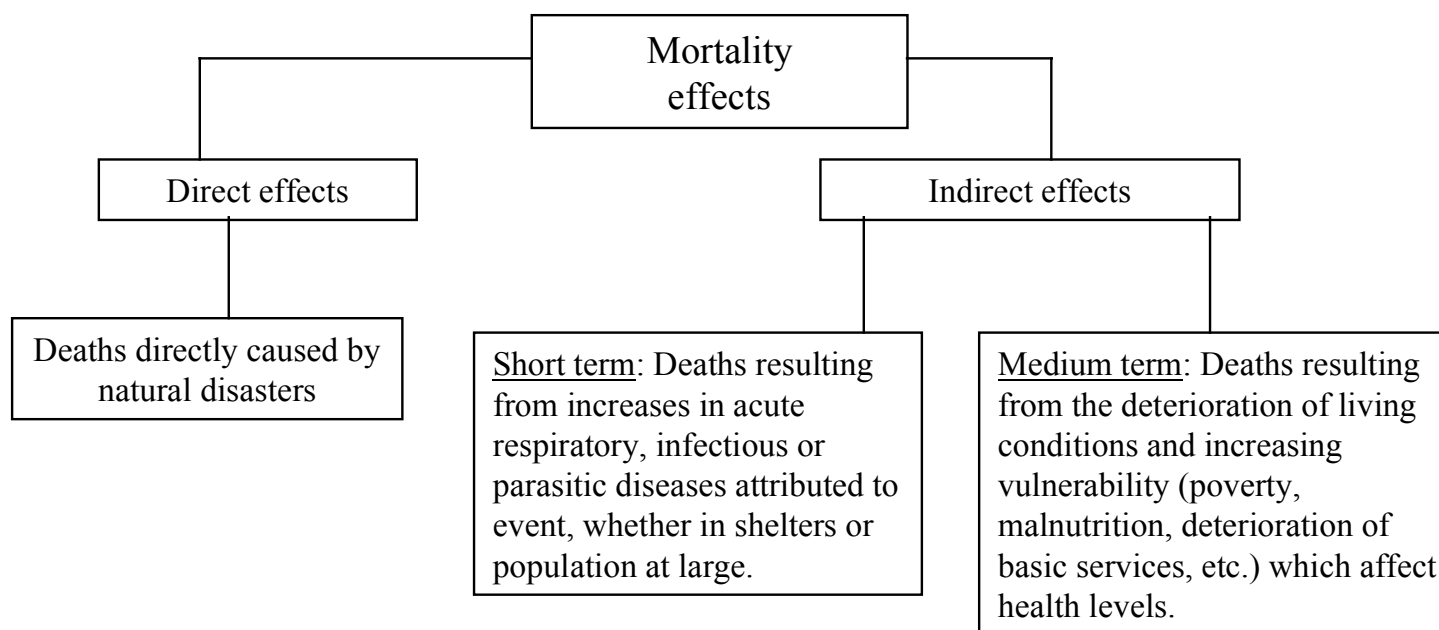 Mortality
effects
Direct effects
Indirect effects
Deaths directly caused by
natural disasters
Short term: Deaths resulting
from increases in acute
respiratory, infectious or
parasitic diseases attributed to
event, whether in shelters or
population at large.
Medium term: Deaths resulting
from the deterioration of living
conditions and increasing
vulnerability (poverty,
malnutrition, deterioration of
basic services, etc.) which affect
health levels.